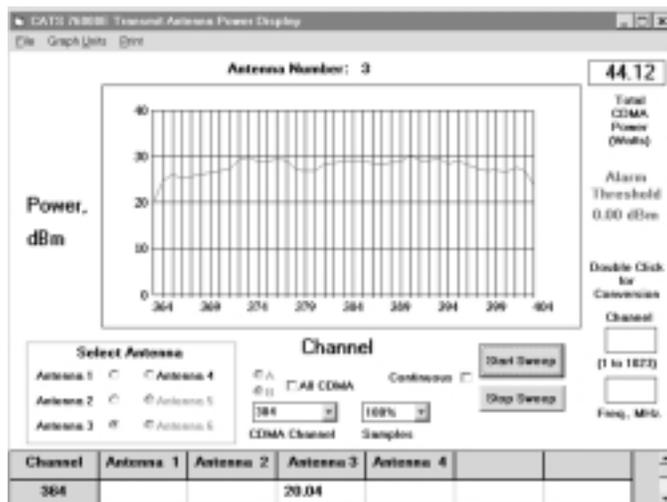 CATS 7600IE Transmit Antenna Power Display
File Graph Units Print
Antenna Number: 3
44.12
Total
CDMA
Power
(Watts)
Alarm
Threshold
0.00 dBm
Double Click
for
Conversion
Channel
(1 to 1023)
Freq, MHz.
Power,
dBm
40
30
20
10
0
364 369 374 379 384 389 394 399 404
Select Antenna
Antenna 1 Antenna 4
Antenna 2 Antenna 5
Antenna 3 Antenna 6
Channel
A
B
All CDMA
Continuous
384 100%
CDMA Channel Samples
Start Sweep
Stop Sweep
Channel Antenna 1 Antenna 2 Antenna 3 Antenna 4
364 20.04